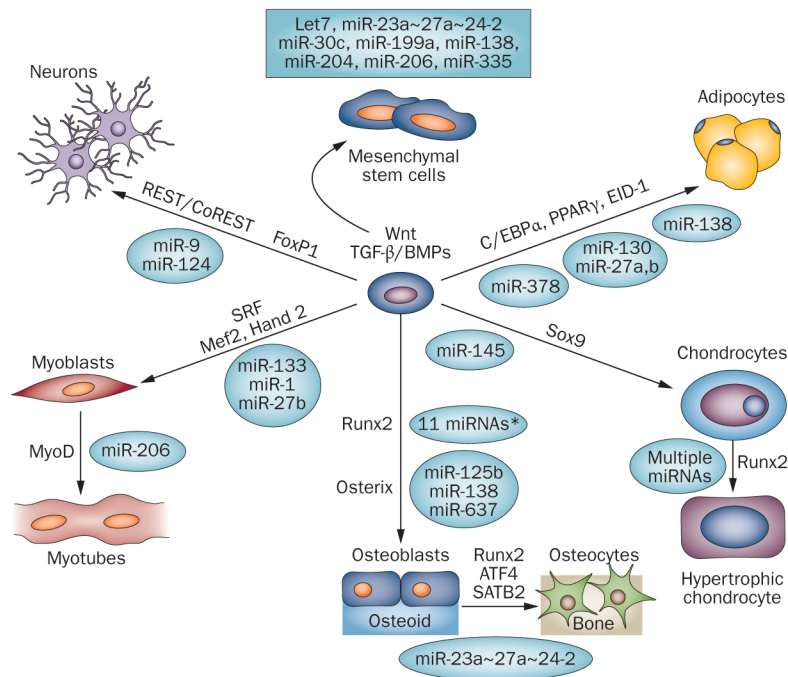 Let7, miR-23a~27a~24-2
miR-30c, miR-199a, miR-138,
miR-204, miR-206, miR-335
Neurons
Adipocytes
Mesenchymal
stem cells
REST/CoREST
FoxP1
Wnt
TGF-β/BMPs
C/EBPα, PPARγ, EID-1
miR-138
miR-9
miR-124
miR-130
miR-27a,b
miR-378
SRF
Mef2, Hand 2
Sox9
miR-145
Myoblasts
miR-133
miR-1
miR-27b
Chondrocytes
MyoD
miR-206
Runx2
11 miRNAs*
Multiple
miRNAs
Runx2
Osterix
miR-125b
miR-138
miR-637
Myotubes
Osteoblasts
Runx2
ATF4
SATB2
Osteocytes
Hypertrophic
chondrocyte
Osteoid
Bone
miR-23a~27a~24-2